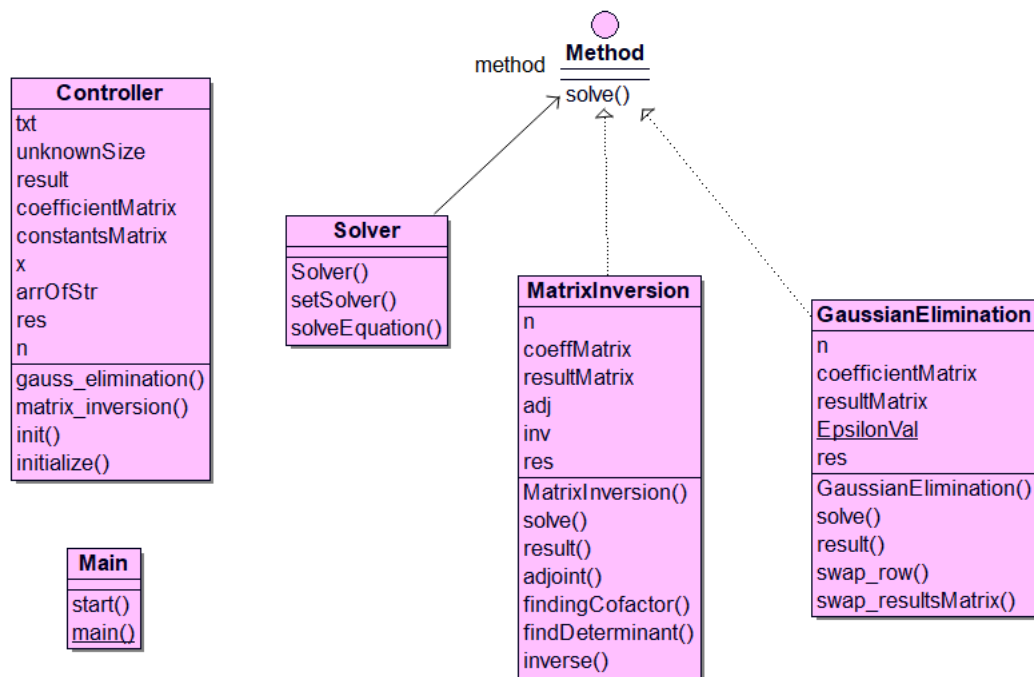 Controller
txt
unknownSize
result
coefficientMatrix
constantsMatrix
x
arrOfStr
res
n
gauss_elimination()
matrix_inversion()
init()
initialize()
Main
start()
main()
method
Method
solve()
Solver
Solver()
setSolver()
solveEquation()
MatrixInversion
n
coeffMatrix
resultMatrix
adj
inv
res
MatrixInversion()
solve()
result()
adjoint()
findingCofactor()
findDeterminant()
inverse()
GaussianElimination
n
coefficientMatrix
resultMatrix
EpsilonVal
res
GaussianElimination()
solve()
result()
swap_row()
swap_resultsMatrix()